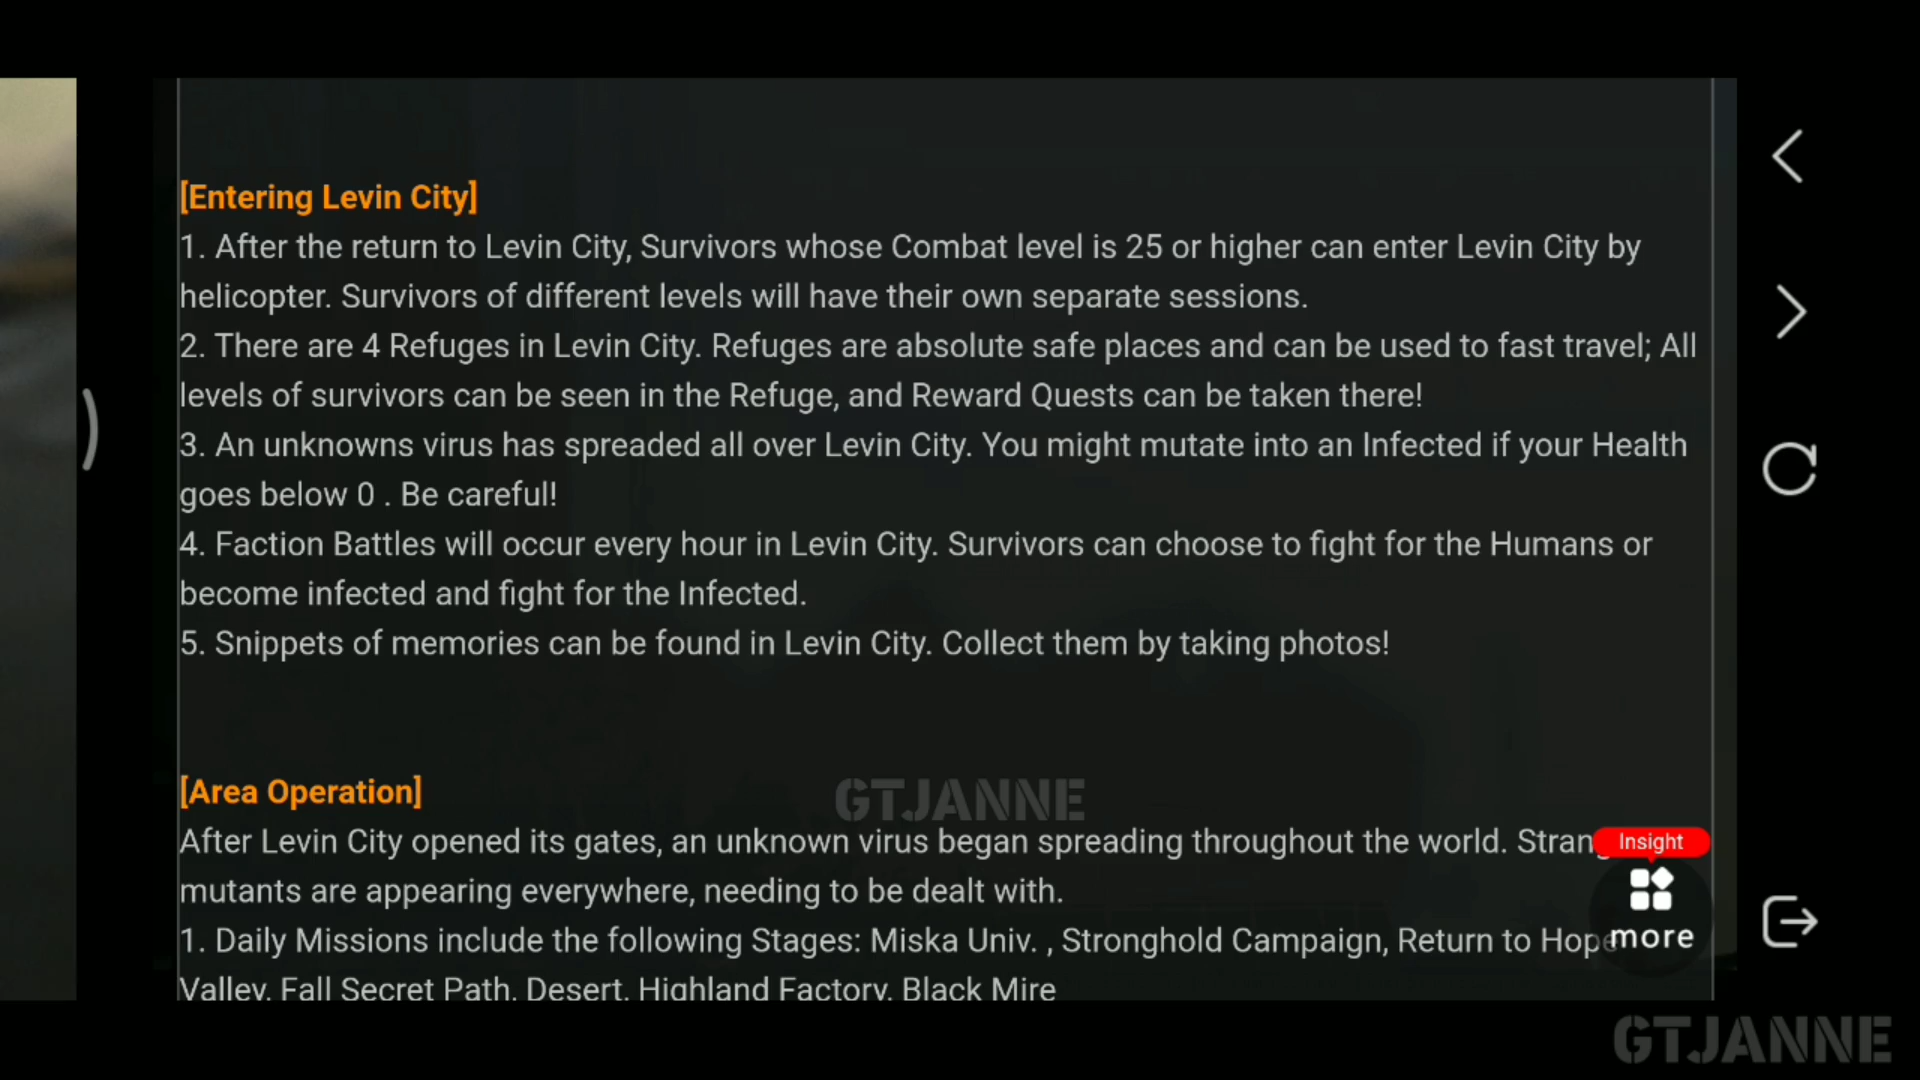 [Entering Levin City]
1. After the return to Levin City, Survivors whose Combat level is 25 or higher can enter Levin City by
helicopter. Survivors of different levels will have their own separate sessions.
2. There are 4 Refuges in Levin City. Refuges are absolute safe places and can be used to fast travel; All
levels of survivors can be seen in the Refuge, and Reward Quests can be taken there!
3. An unknowns virus has spreaded all over Levin City. You might mutate into an Infected if your Health
goes below 0 . Be careful!
4. Faction Battles will occur every hour in Levin City. Survivors can choose to fight for the Humans or
become infected and fight for the Infected.
5. Snippets of memories can be found in Levin City. Collect them by taking photos!
[Area Operation]
GTJANNE
After Levin City opened its gates, an unknown virus began spreading throughout the world.
Insight
mutants are appearing everywhere, needing to be dealt with.
1. Daily Missions include the following Stages: Miska Univ. , Stronghold Campaign, Return to Hope
more
Valley, Fall Secret Path, Desert, Highland Factory, Black Mire
GTJANNE